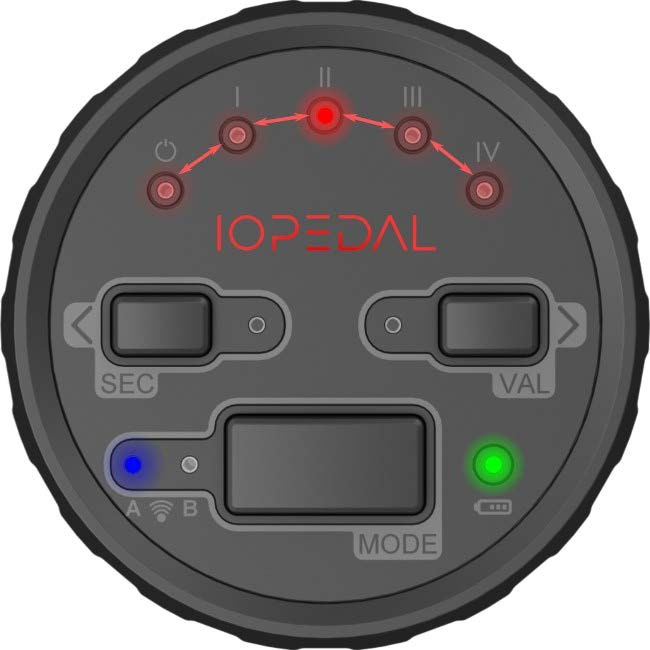 II
I III
IV
IOPEDAL
< >
SEC VAL
A B
MODE